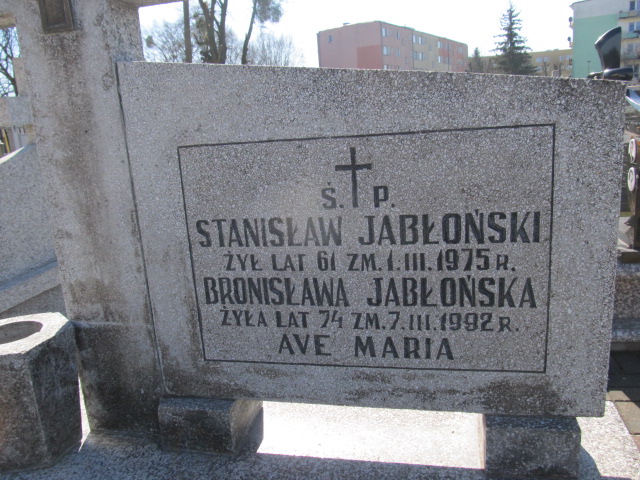 Ś. P.
STANISŁAW JABŁOŃSKI
ŻYŁ LAT 61 ZM. 1. III. 1975 R.
BRONISŁAWA JABŁOŃSKA
ŻYŁA LAT 74 ZM. 7. III. 1992 R.
AVE MARIA